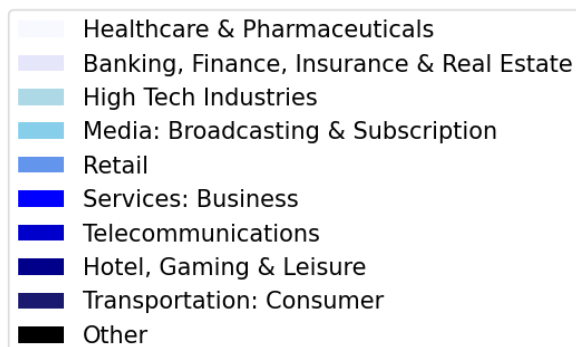 Healthcare & Pharmaceuticals
Banking, Finance, Insurance & Real Estate
High Tech Industries
Media: Broadcasting & Subscription
Retail
Services: Business
Telecommunications
Hotel, Gaming & Leisure
Transportation: Consumer
Other